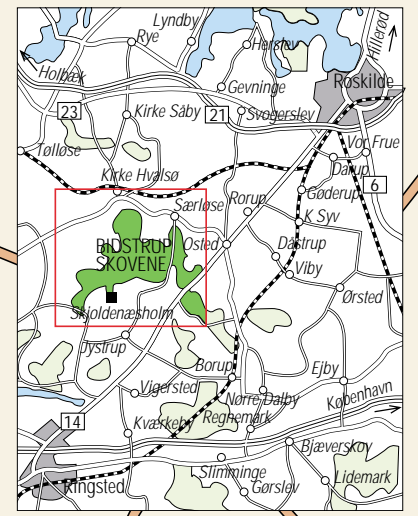 Lyndby
Rye
Herslev
Hillerød
Holbæk
Gevninge
Roskilde
23
Kirke Såby
21
Svogerslev
Tølløse
Vor Frue
Darup
Kirke Hvalsø
6
Gøderup
Rorup
Særløse
K Syv
BIDSTRUP
SKOVENE
Osted
Dåstrup
Viby
Ørsted
Skjoldenæsholm
Jystrup
Borup
Ejby
Vigersted
Nørre Dalby
København
14
Kværkeby
Regnemark
Bjæverskov
Slimminge
Lidemark
Ringsted
Gørslev